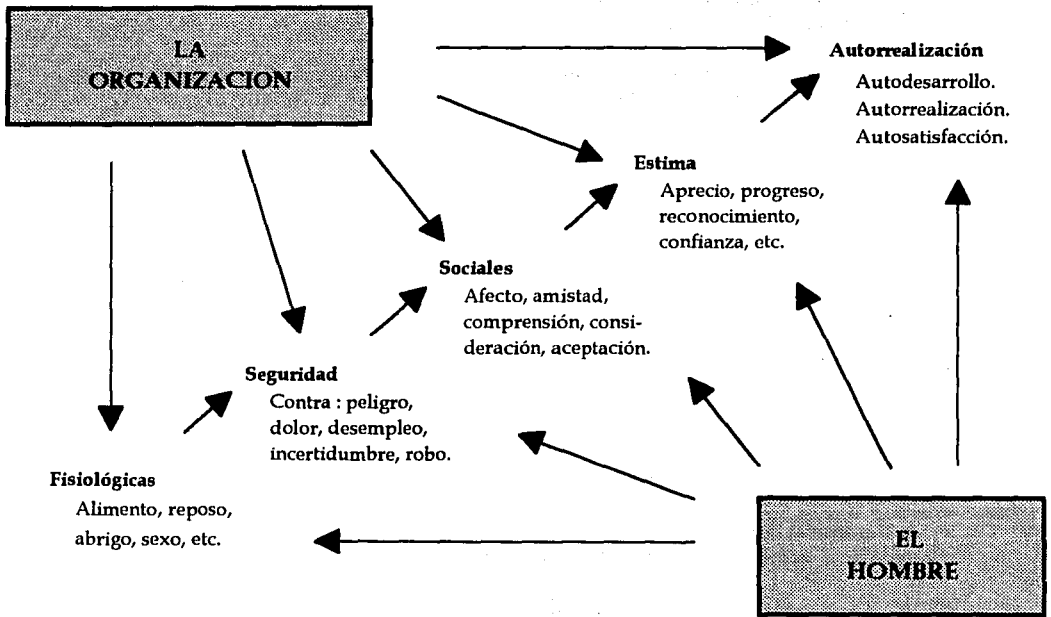 LA
ORGANIZACION
Autorrealización
Autodesarrollo.
Autorrealización.
Autosatisfacción.
Estima
Aprecio, progreso,
reconocimiento,
confianza, etc.
Sociales
Afecto, amistad,
comprensión, consi-
deración, aceptación.
Seguridad
Contra : peligro,
dolor, desempleo,
incertidumbre, robo.
Fisiológicas
Alimento, reposo,
abrigo, sexo, etc.
EL
HOMBRE